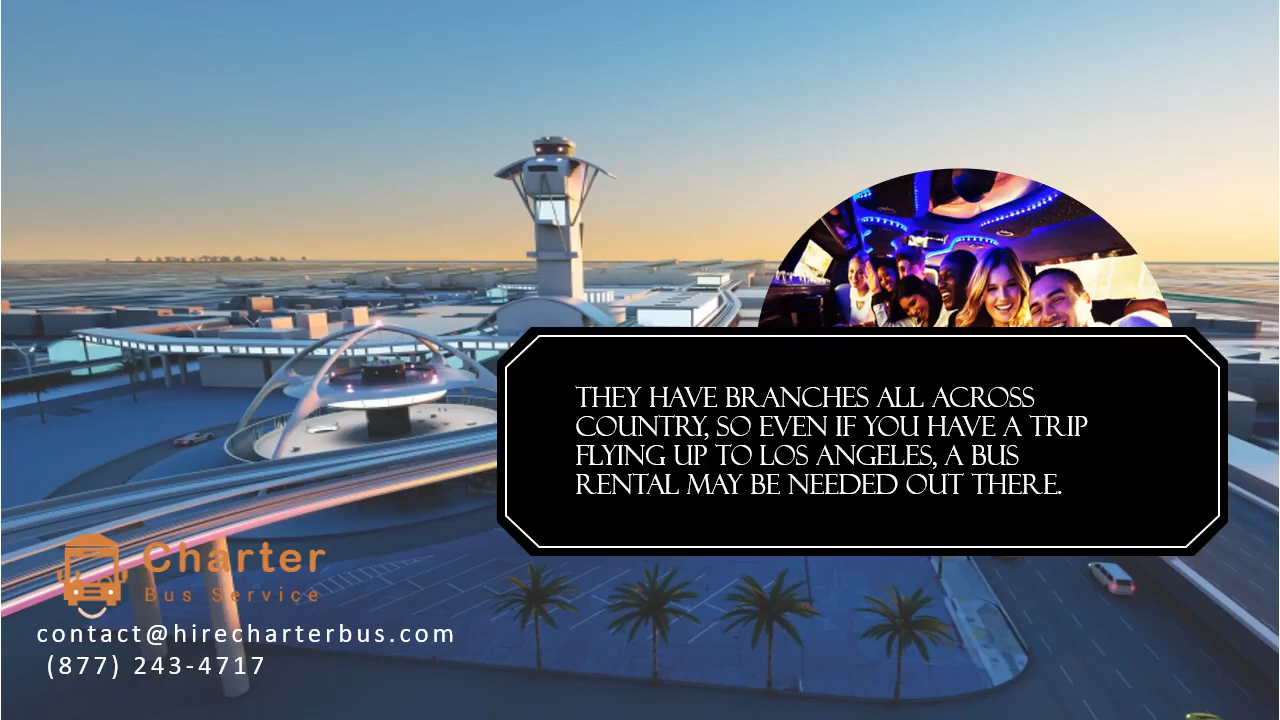 THEY HAVE BRANCHES ALL ACROSS
COUNTRY, SO EVEN IF YOU HAVE A TRIP
FLYING UP TO LOS ANGELES, A BUS
RENTAL MAY BE NEEDED OUT THERE.
Charter
Bus Service
contact@hirecharterbus.com
(877) 243-4717